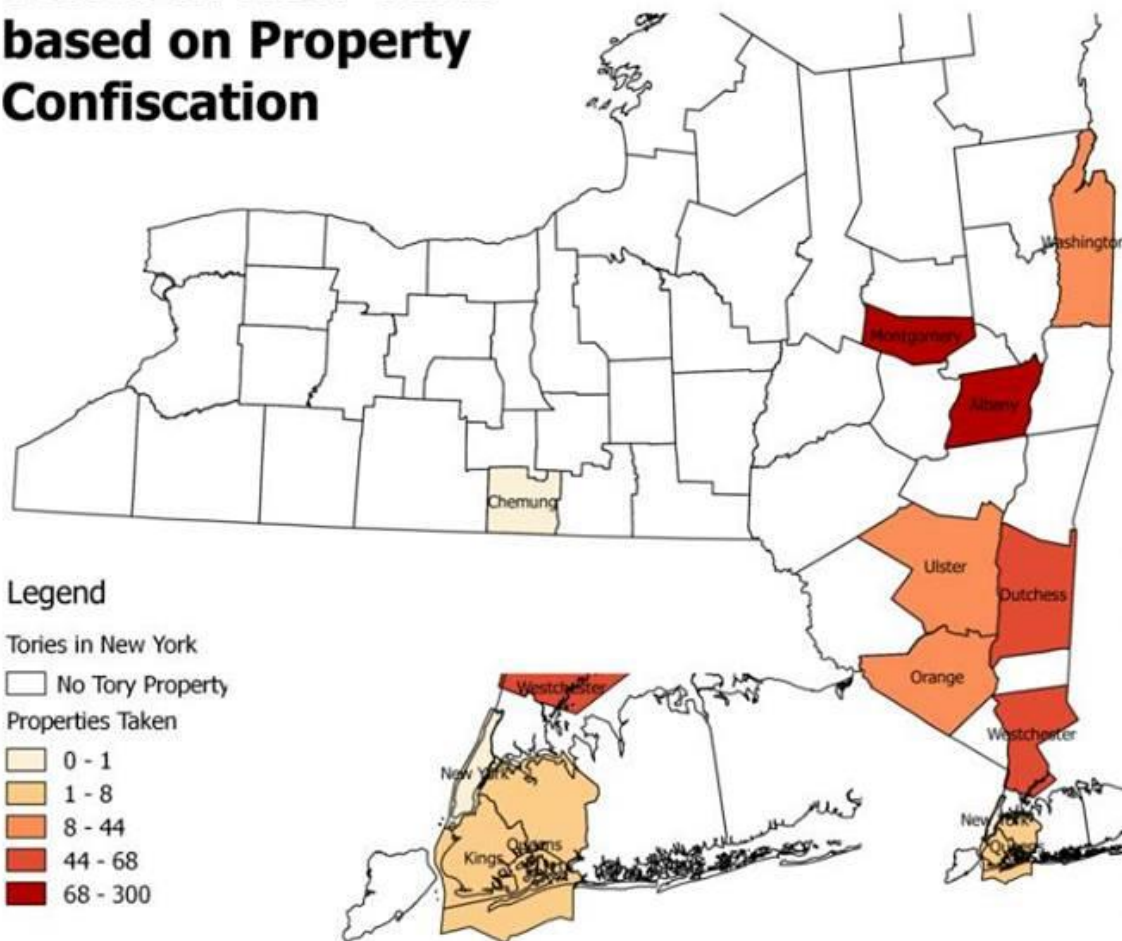 based on Property
Confiscation
Washington
Montgomery
Albany
Chemung
Ulster
Dutchess
Orange
Westchester
Legend
Tories in New York
No Tory Property
Properties Taken
0 - 1
1 - 8
8 - 44
44 - 68
68 - 300
Westchester
New York
Queens
Kings
New York
Queens